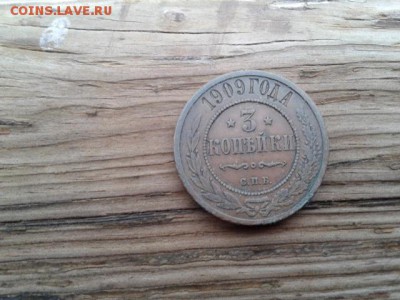 COINS.LAVE.RU
1909 ГОДА
* 3 *
КОПѢЙКИ
С.П.Б.